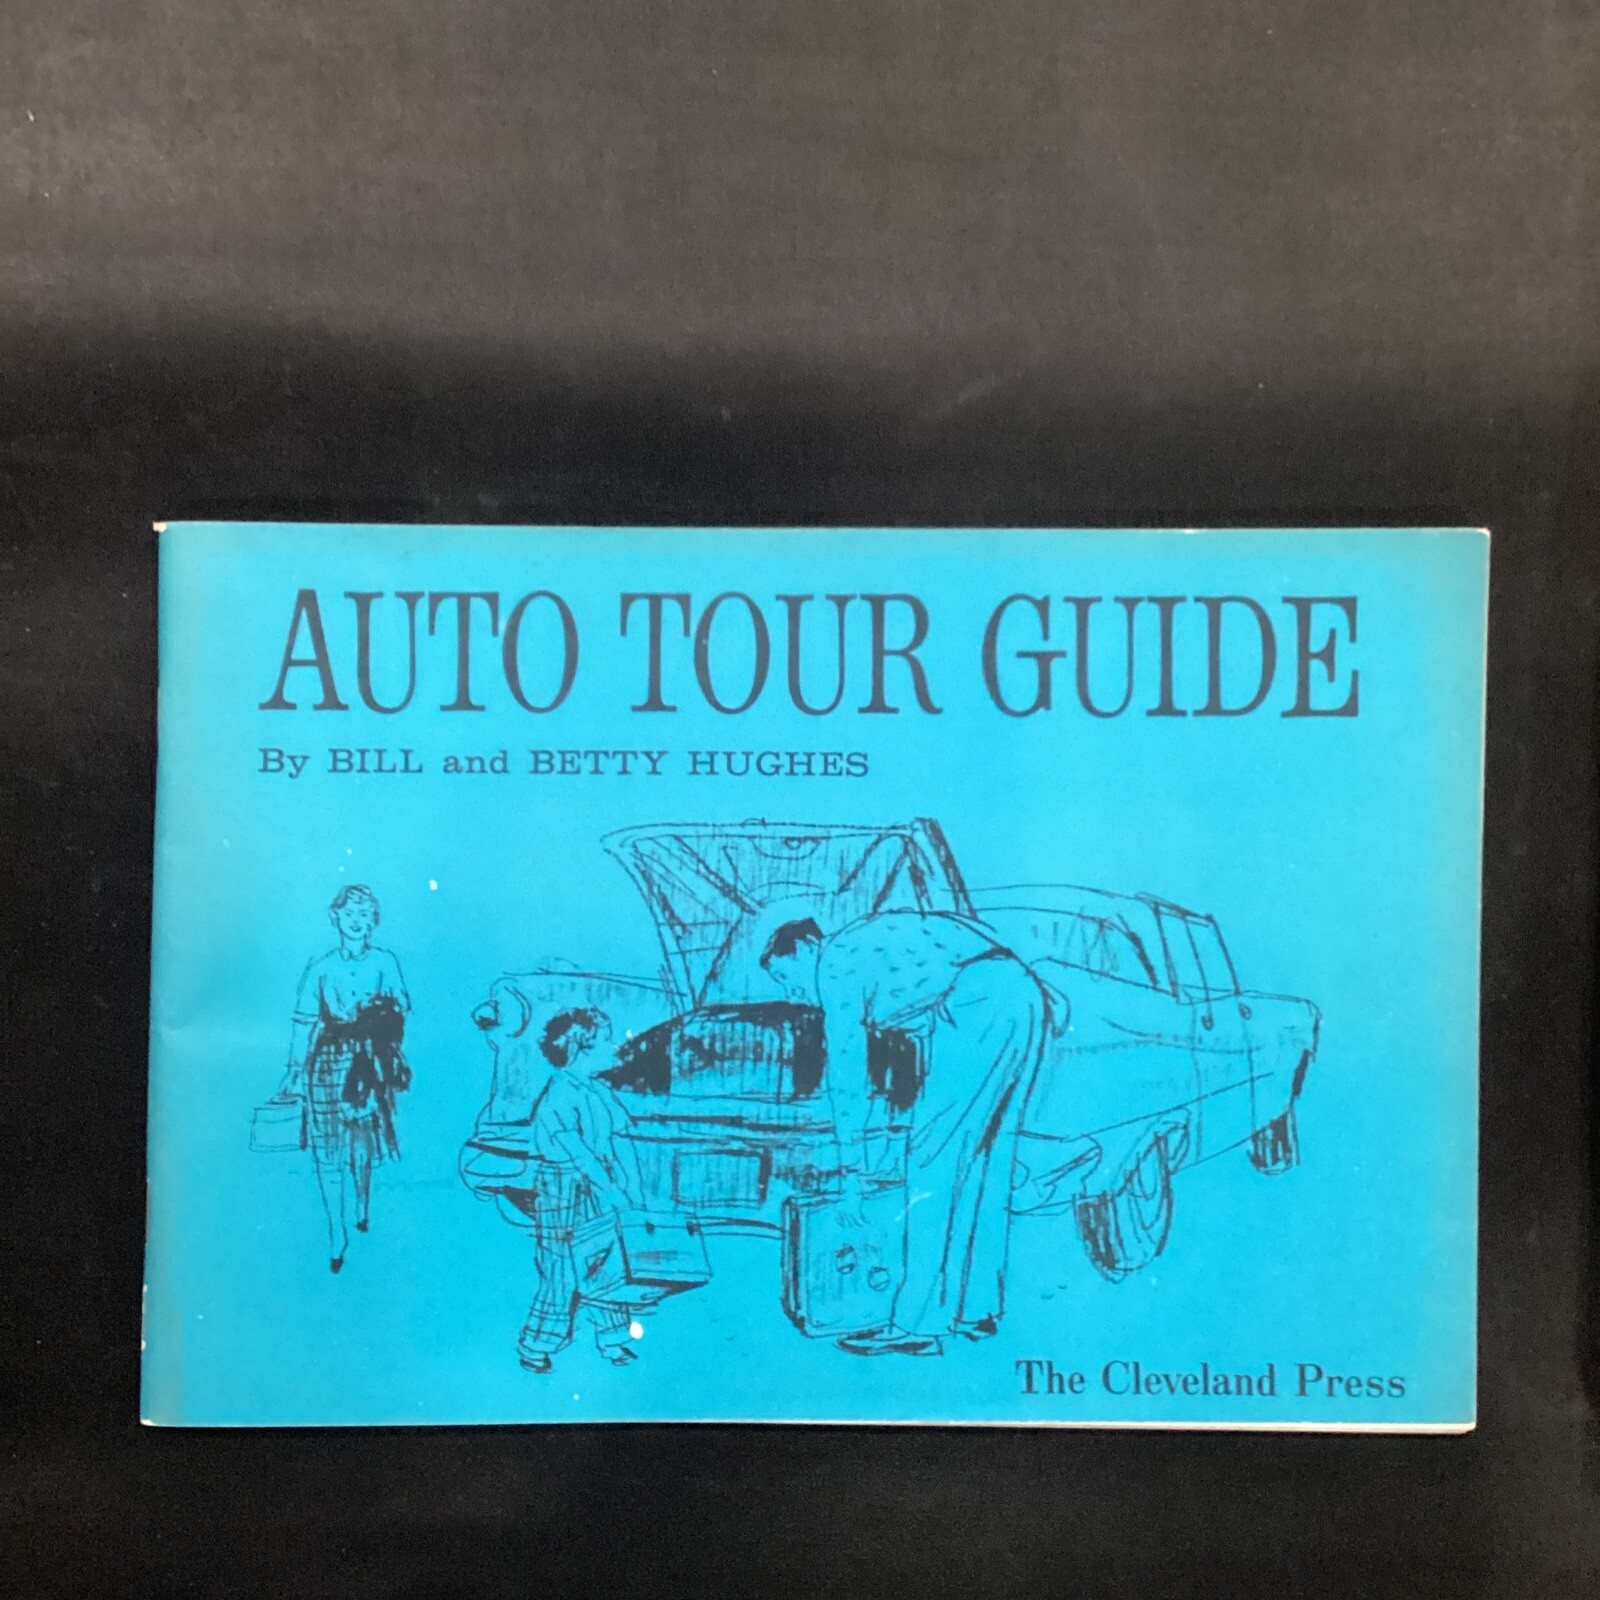 AUTO TOUR GUIDE
By BILL and BETTY HUGHES
The Cleveland Press